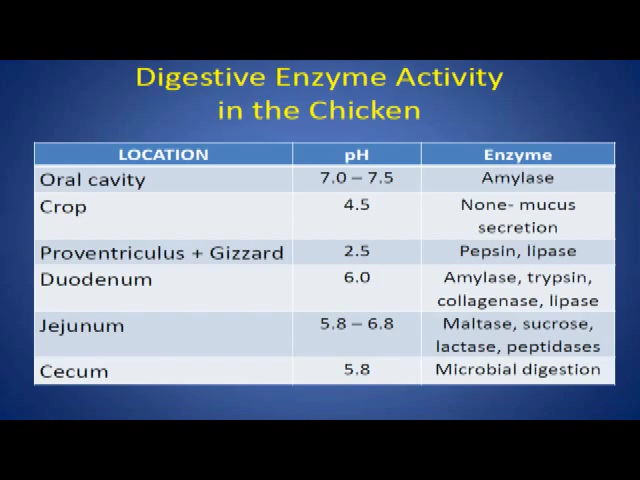 Digestive Enzyme Activity
in the Chicken
LOCATION pH Enzyme
Oral cavity 7.0 – 7.5 Amylase
Crop 4.5 None- mucus
secretion
Proventriculus + Gizzard 2.5 Pepsin, lipase
Duodenum 6.0 Amylase, trypsin,
collagenase, lipase
Jejunum 5.8 – 6.8 Maltase, sucrose,
lactase, peptidases
Cecum 5.8 Microbial digestion